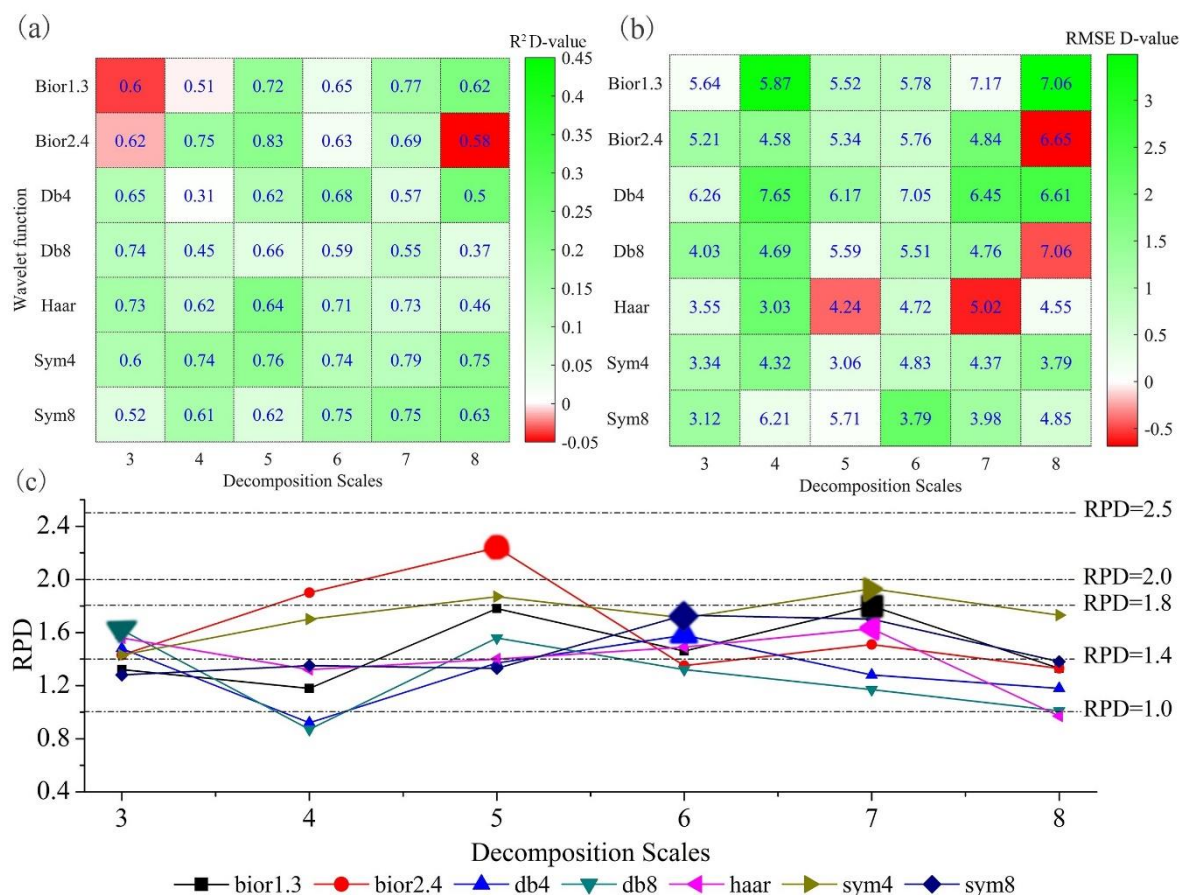 (a)
R² D-value
Wavelet function
Bior1.3 0.6 0.51 0.72 0.65 0.77 0.62
Bior2.4 0.62 0.75 0.83 0.63 0.69 0.58
Db4 0.65 0.31 0.62 0.68 0.57 0.5
Db8 0.74 0.45 0.66 0.59 0.55 0.37
Haar 0.73 0.62 0.64 0.71 0.73 0.46
Sym4 0.6 0.74 0.76 0.74 0.79 0.75
Sym8 0.52 0.61 0.62 0.75 0.75 0.63
3 4 5 6 7 8
Decomposition Scales
0.45
0.4
0.35
0.3
0.25
0.2
0.15
0.1
0.05
0
-0.05
(b)
RMSE D-value
Bior1.3 5.64 5.87 5.52 5.78 7.17 7.06
Bior2.4 5.21 4.58 5.34 5.76 4.84 6.65
Db4 6.26 7.65 6.17 7.05 6.45 6.61
Db8 4.03 4.69 5.59 5.51 4.76 7.06
Haar 3.55 3.03 4.24 4.72 5.02 4.55
Sym4 3.34 4.32 3.06 4.83 4.37 3.79
Sym8 3.12 6.21 5.71 3.79 3.98 4.85
3 4 5 6 7 8
Decomposition Scales
3
2.5
2
1.5
1
0.5
0
-0.5
(c)
RPD
2.4
2.0
1.6
1.2
0.8
0.4
RPD=2.5
RPD=2.0
RPD=1.8
RPD=1.4
RPD=1.0
3 4 5 6 7 8
Decomposition Scales
bior1.3 bior2.4 db4 db8 haar sym4 sym8